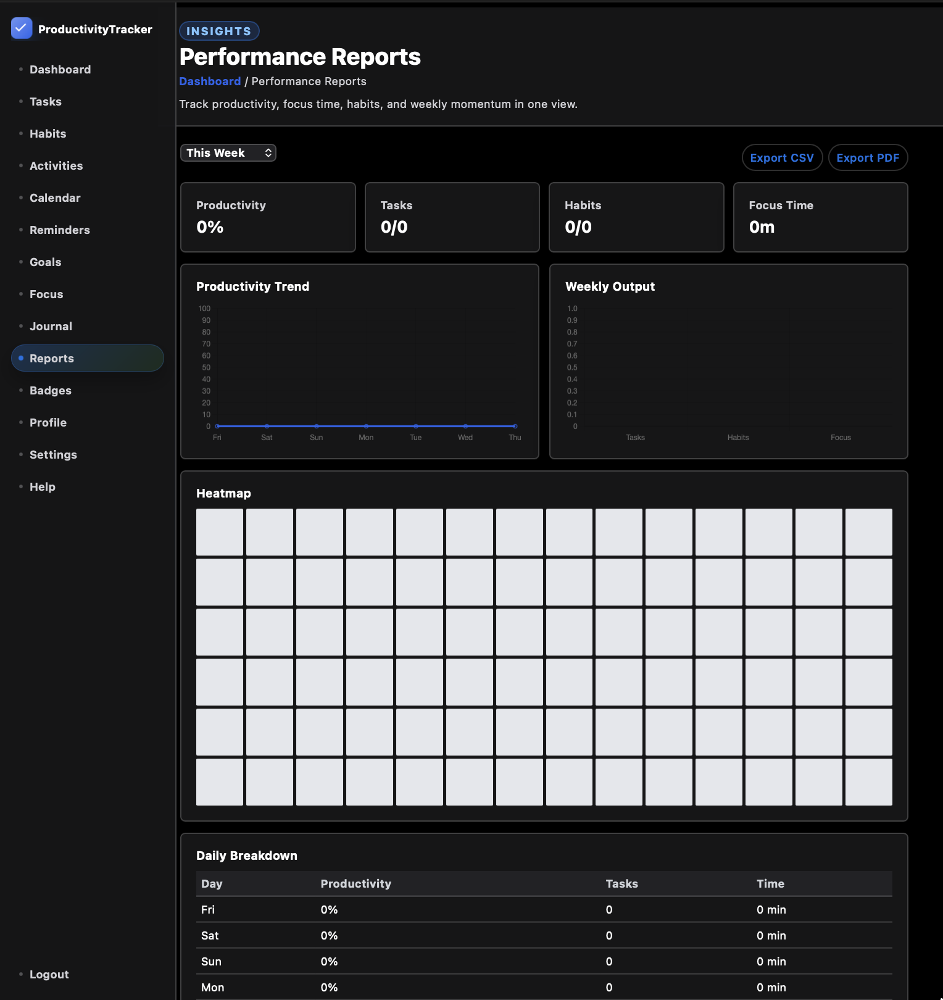 ProductivityTracker
Dashboard
Tasks
Habits
Activities
Calendar
Reminders
Goals
Focus
Journal
Reports
Badges
Profile
Settings
Help
Logout
INSIGHTS
Performance Reports
Dashboard / Performance Reports
Track productivity, focus time, habits, and weekly momentum in one view.
This Week
Export CSV Export PDF
Productivity
0%
Tasks
0/0
Habits
0/0
Focus Time
0m
Productivity Trend
100
90
80
70
60
50
40
30
20
10
0
Fri Sat Sun Mon Tue Wed Thu
Weekly Output
1.0
0.9
0.8
0.7
0.6
0.5
0.4
0.3
0.2
0.1
0
Tasks Habits Focus
Heatmap
Daily Breakdown
Day Productivity Tasks Time
Fri 0% 0 0 min
Sat 0% 0 0 min
Sun 0% 0 0 min
Mon 0% 0 0 min